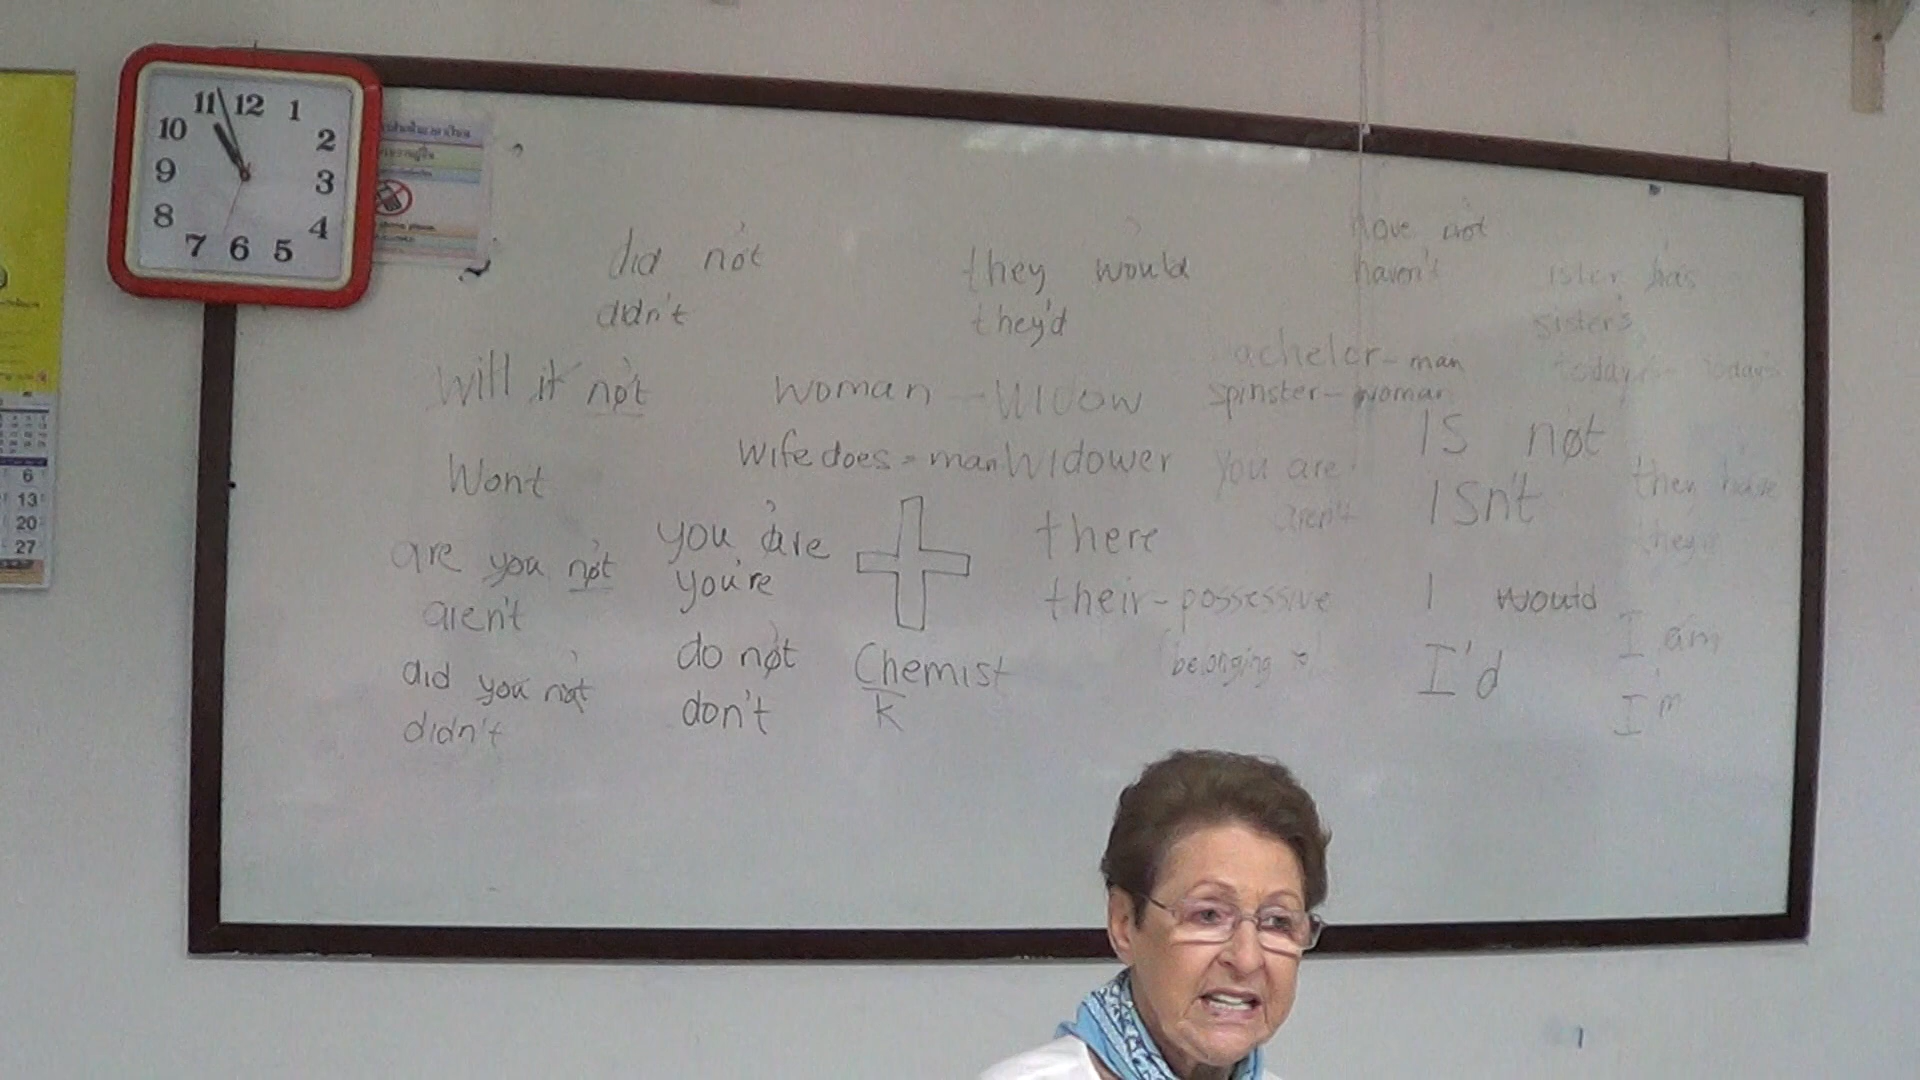 11 12 1
10 2
9 3
8 4
7 6 5
6
13
20
27
did not
didn't
they would
they'd
have not
haven't
has
sister's
will it not
Wont
woman - Widow
wife does = man Widower
man
spinster - woman
today's
you are
aren't
is not
isn't
they have
are you not
aren't
you are
you're
there
their - possessive
belonging to
I would
I'd
I am
I'm
did you not
didn't
do not
don't
Chemist
k